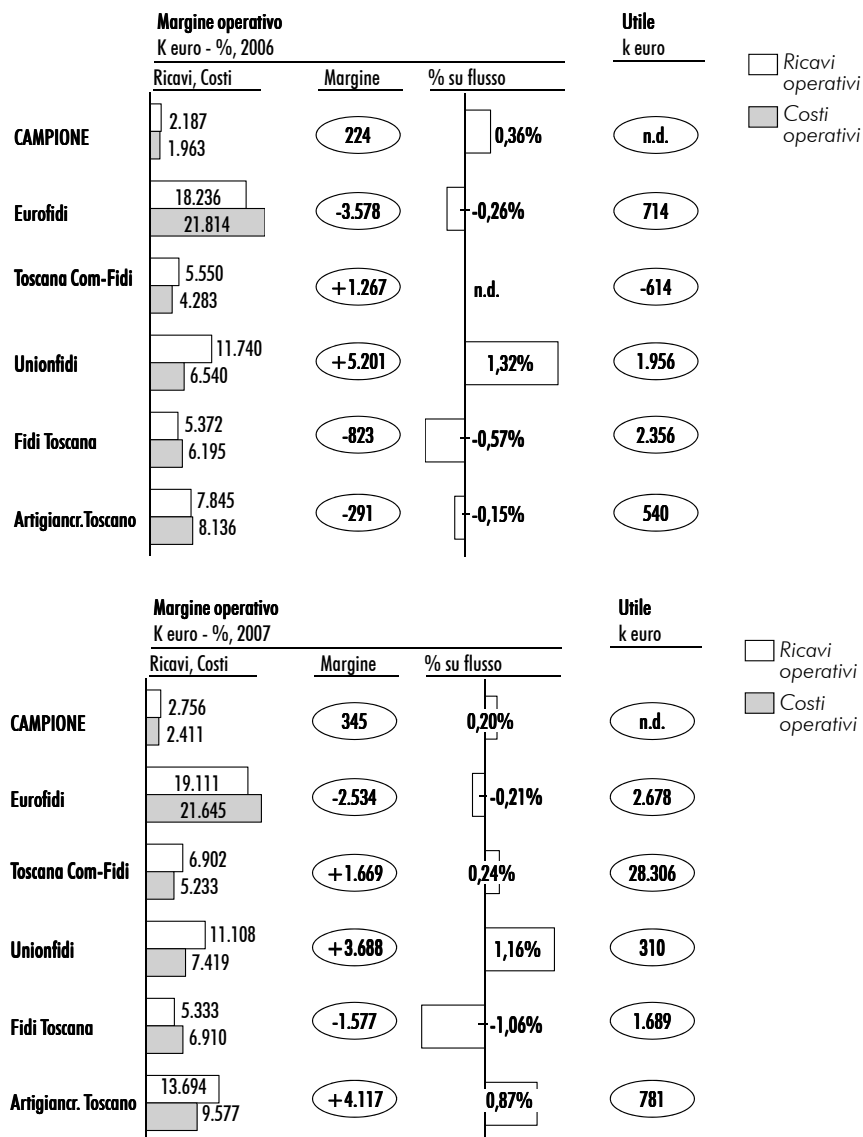 Margine operativo Utile
K euro - %, 2006 k euro
Ricavi, Costi Margine % su flusso
Ricavi
operativi
Costi
operativi
CAMPIONE 2.187 1.963 224 0,36% n.d.
Eurofidi 18.236 21.814 -3.578 -0,26% 714
Toscana Com-Fidi 5.550 4.283 +1.267 n.d. -614
Unionfidi 11.740 6.540 +5.201 1,32% 1.956
Fidi Toscana 5.372 6.195 -823 -0,57% 2.356
Artigiancr.Toscano 7.845 8.136 -291 -0,15% 540
Margine operativo Utile
K euro - %, 2007 k euro
Ricavi, Costi Margine % su flusso
Ricavi
operativi
Costi
operativi
CAMPIONE 2.756 2.411 345 0,20% n.d.
Eurofidi 19.111 21.645 -2.534 -0,21% 2.678
Toscana Com-Fidi 6.902 5.233 +1.669 0,24% 28.306
Unionfidi 11.108 7.419 +3.688 1,16% 310
Fidi Toscana 5.333 6.910 -1.577 -1,06% 1.689
Artigiancr. Toscano 13.694 9.577 +4.117 0,87% 781